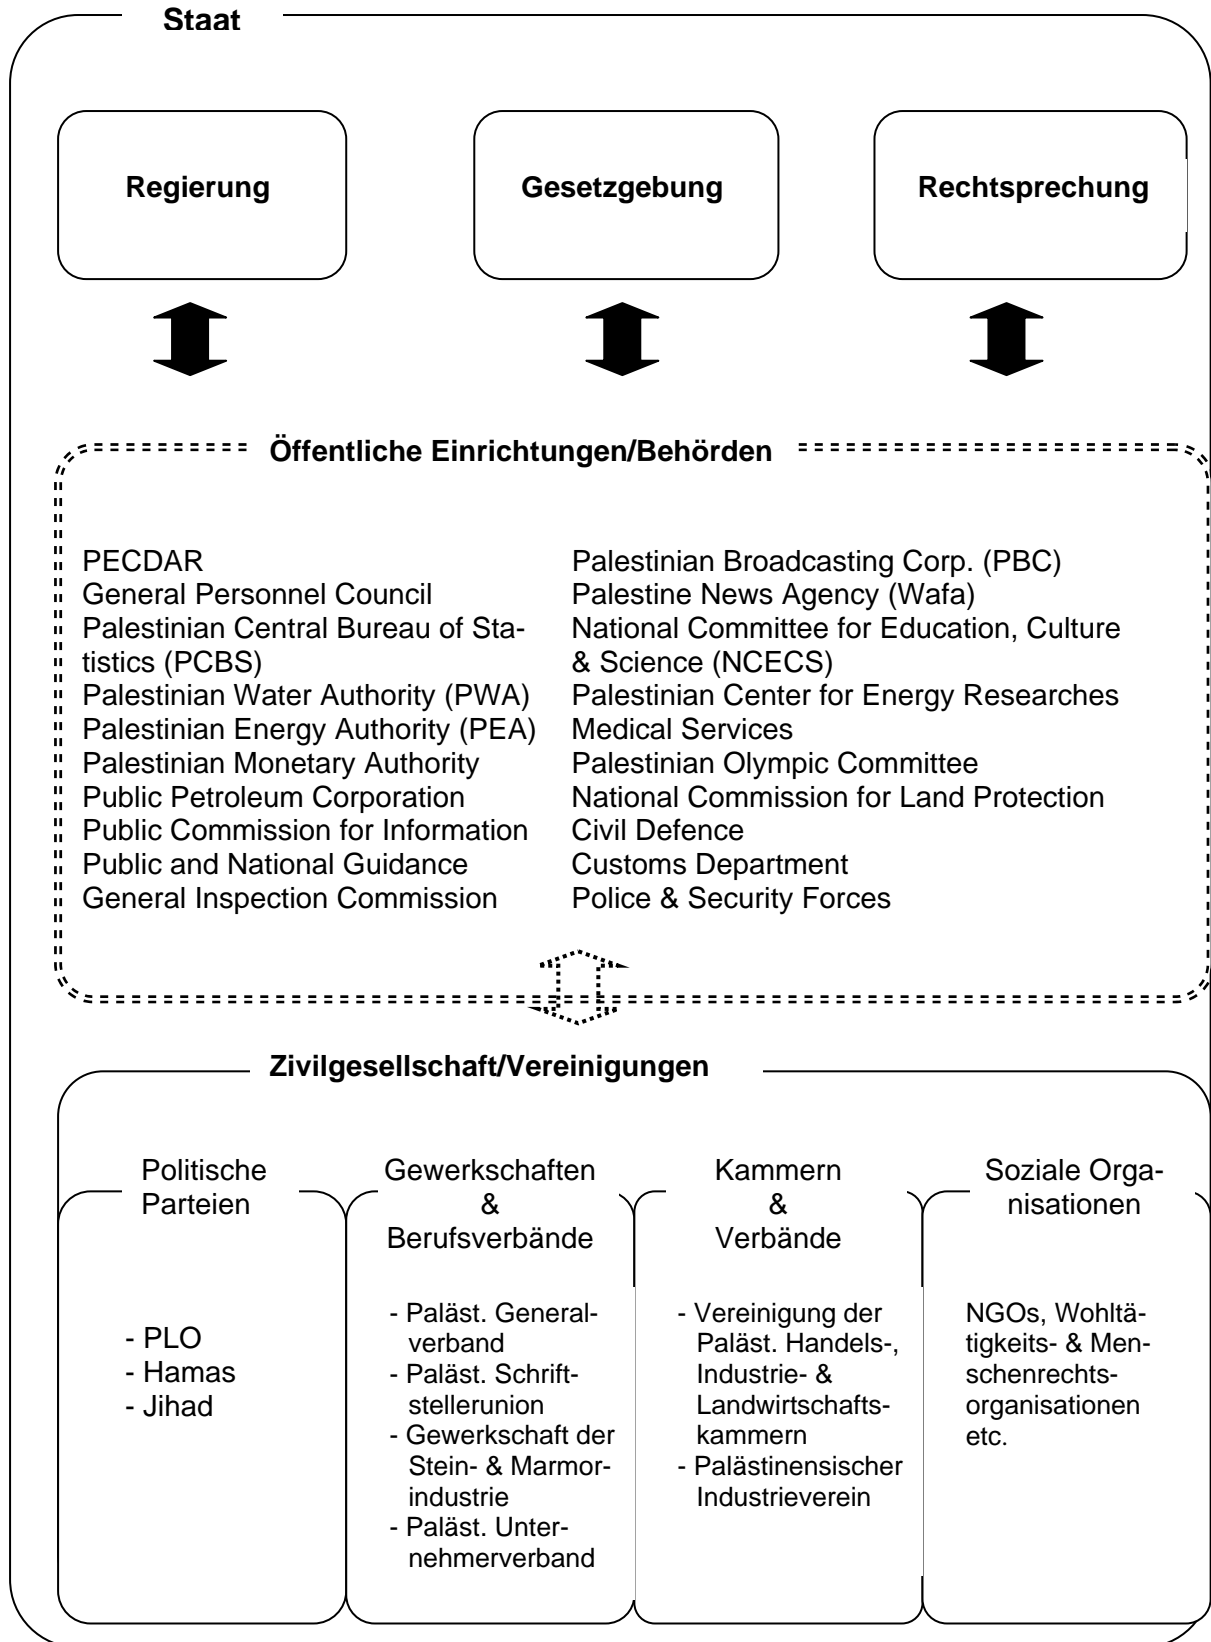 Staat
Regierung
Gesetzgebung
Rechtsprechung
Öffentliche Einrichtungen/Behörden
PECDAR
General Personnel Council
Palestinian Central Bureau of Sta-
tistics (PCBS)
Palestinian Water Authority (PWA)
Palestinian Energy Authority (PEA)
Palestinian Monetary Authority
Public Petroleum Corporation
Public Commission for Information
Public and National Guidance
General Inspection Commission
Palestinian Broadcasting Corp. (PBC)
Palestine News Agency (Wafa)
National Committee for Education, Culture
& Science (NCECS)
Palestinian Center for Energy Researches
Medical Services
Palestinian Olympic Committee
National Commission for Land Protection
Civil Defence
Customs Department
Police & Security Forces
Zivilgesellschaft/Vereinigungen
Politische
Parteien
- PLO
- Hamas
- Jihad
Gewerkschaften
&
Berufsverbände
- Paläst. General-
verband
- Paläst. Schrift-
stellerunion
- Gewerkschaft der
Stein- & Marmor-
industrie
- Paläst. Unter-
nehmerverband
Kammern
&
Verbände
- Vereinigung der
Paläst. Handels-,
Industrie- &
Landwirtschafts-
kammern
- Palästinensischer
Industrieverein
Soziale Orga-
nisationen
NGOs, Wohltä-
tigkeits- & Men-
schenrechts-
organisationen
etc.